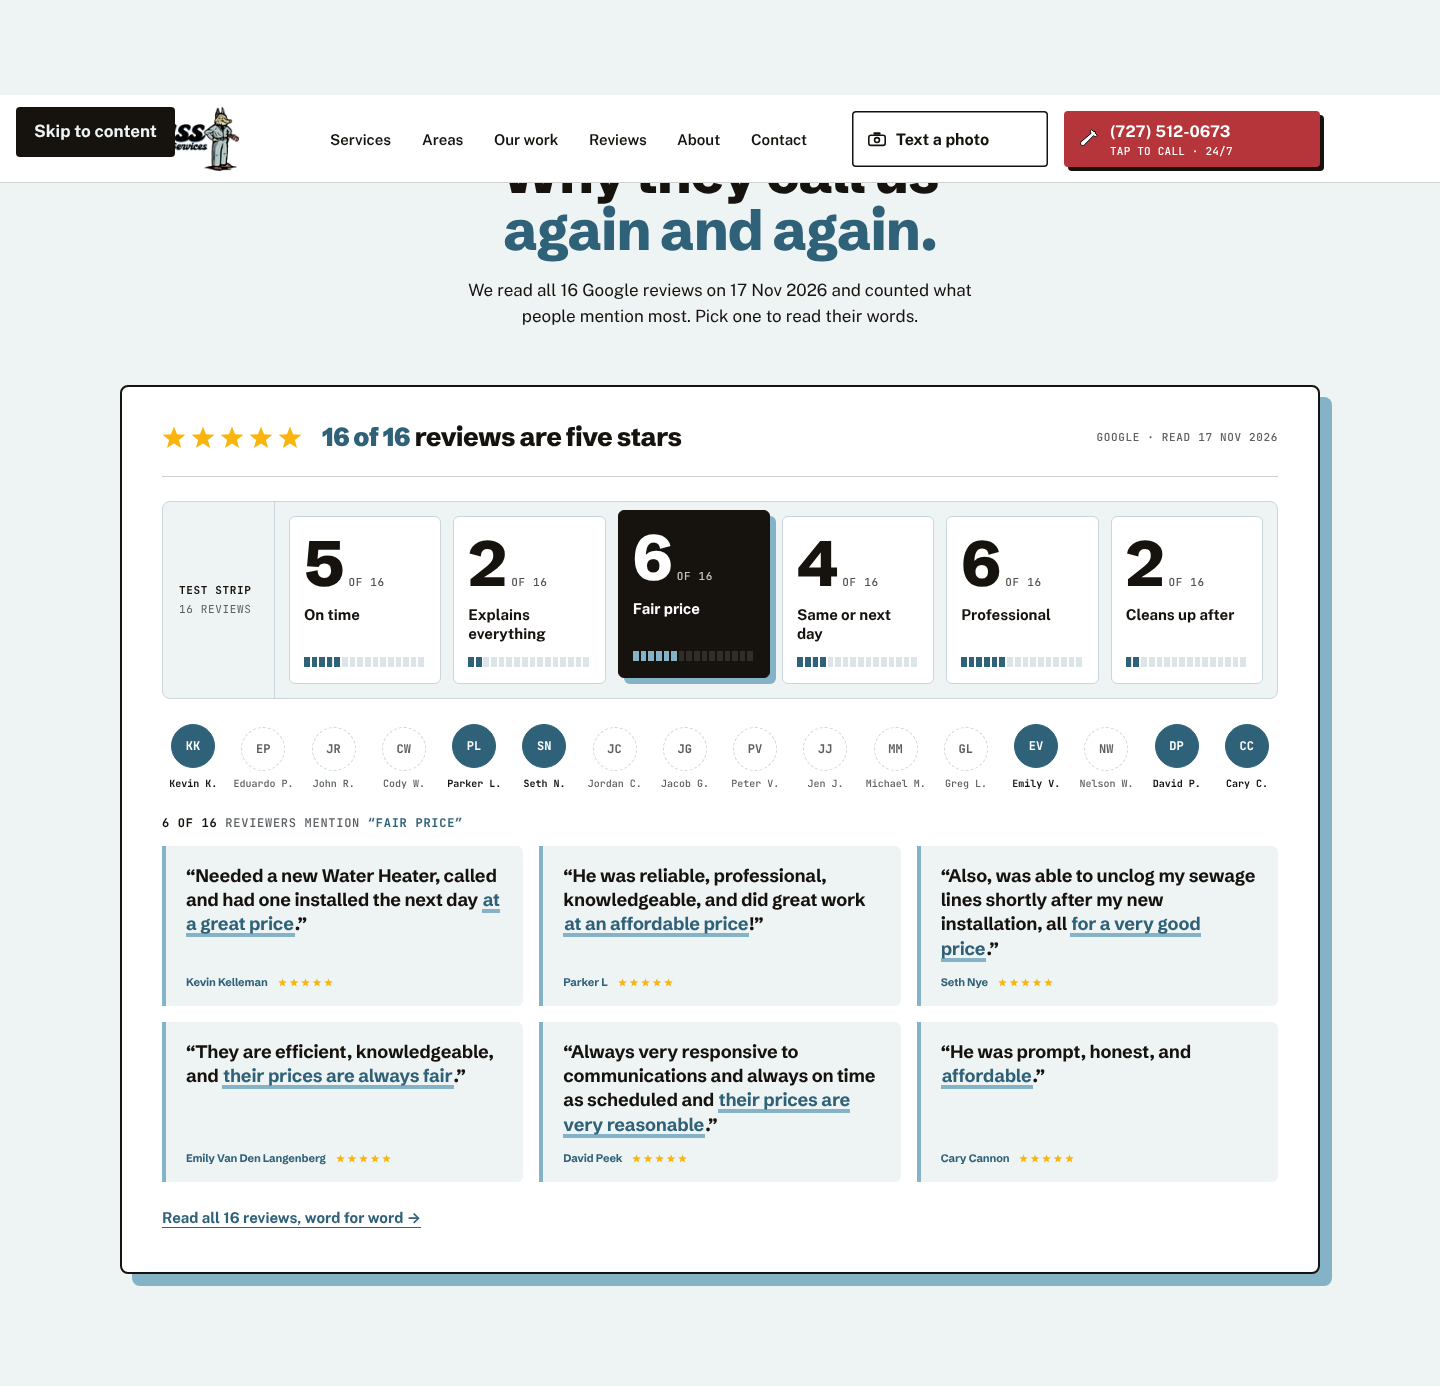 Skip to content
Services
Services
Areas
Our work
Reviews
About
Contact
Text a photo
(727) 512-0673
TAP TO CALL · 24/7
Why they call us
again and again.
We read all 16 Google reviews on 17 Nov 2026 and counted what
people mention most. Pick one to read their words.
16 of 16 reviews are five stars
GOOGLE · READ 17 NOV 2026
TEST STRIP
16 REVIEWS
5 OF 16
On time
2 OF 16
Explains
everything
6 OF 16
Fair price
4 OF 16
Same or next
day
6 OF 16
Professional
2 OF 16
Cleans up after
KK
EP
JR
CW
PL
SN
JC
JG
PV
JJ
MM
GL
EV
NW
DP
CC
Kevin K.
Eduardo P.
John R.
Cody W.
Parker L.
Seth N.
Jordan C.
Jacob G.
Peter V.
Jen J.
Michael M.
Greg L.
Emily V.
Nelson W.
David P.
Cary C.
6 OF 16 REVIEWERS MENTION “FAIR PRICE”
“Needed a new Water Heater, called
and had one installed the next day at
a great price.”
Kevin Kelleman
“He was reliable, professional,
knowledgeable, and did great work
at an affordable price!”
Parker L
“Also, was able to unclog my sewage
lines shortly after my new
installation, all for a very good
price.”
Seth Nye
“They are efficient, knowledgeable,
and their prices are always fair.”
Emily Van Den Langenberg
“Always very responsive to
communications and always on time
as scheduled and their prices are
very reasonable.”
David Peek
“He was prompt, honest, and
affordable.”
Cary Cannon
Read all 16 reviews, word for word →